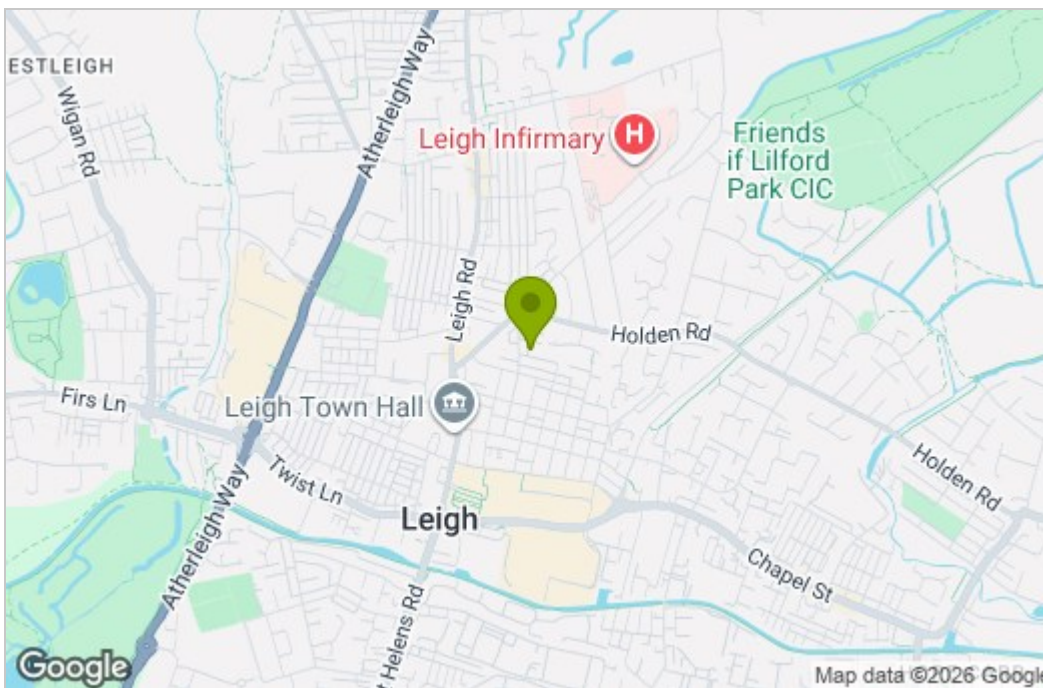 ESTLEIGH
Wigan Rd
Atherleigh Way
Leigh Infirmary
H
Friends
if Lilford
Park CIC
Leigh Rd
Holden Rd
Firs Ln
Leigh Town Hall
Twist Ln
Holden Rd
Leigh
Atherleigh Way
Chapel St
t Helens Rd
Google
Map data ©2026 Google